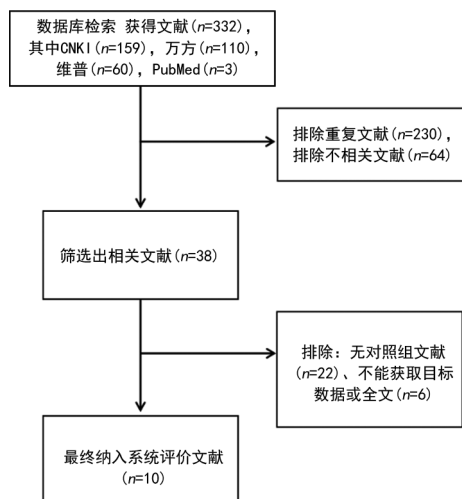 数据库检索 获得文献(n=332),
其中CNKI(n=159), 万方(n=110),
维普(n=60), PubMed(n=3)
排除重复文献(n=230),
排除不相关文献(n=64)
筛选出相关文献(n=38)
排除：无对照组文献
(n=22)、不能获取目标
数据或全文(n=6)
最终纳入系统评价文献
(n=10)